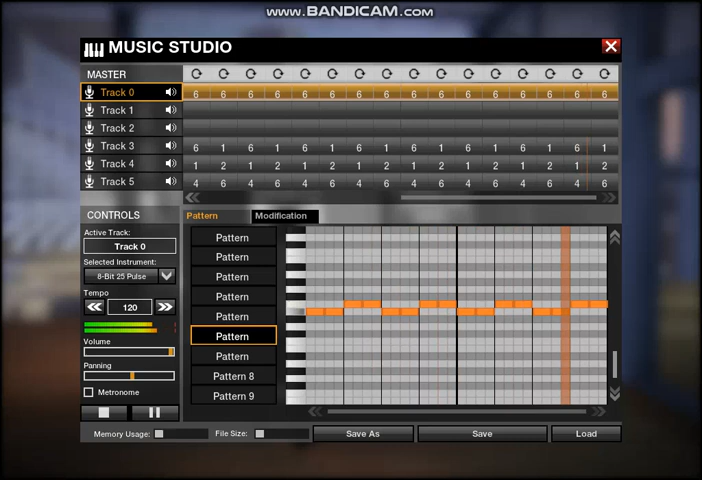 www.BANDICAM.com
MUSIC STUDIO
MASTER
Track 0 6 6 6 6 6 6 6 6 6 6 6 6 6 6 6 6
Track 1
Track 2
Track 3 6 1 6 1 6 1 6 1 6 1 6 1 6 1 6 1
Track 4 1 2 1 2 1 2 1 2 1 2 1 2 1 2 1 2
Track 5 4 6 4 6 4 6 4 6 4 6 4 6 4 6 4 6
CONTROLS
Pattern Modification
Active Track:
Track 0
Selected Instrument:
8-Bit 25 Pulse
Tempo
120
Volume
Panning
Metronome
Pattern
Pattern
Pattern
Pattern
Pattern
Pattern
Pattern
Pattern 8
Pattern 9
Memory Usage: File Size: Save As Save Load